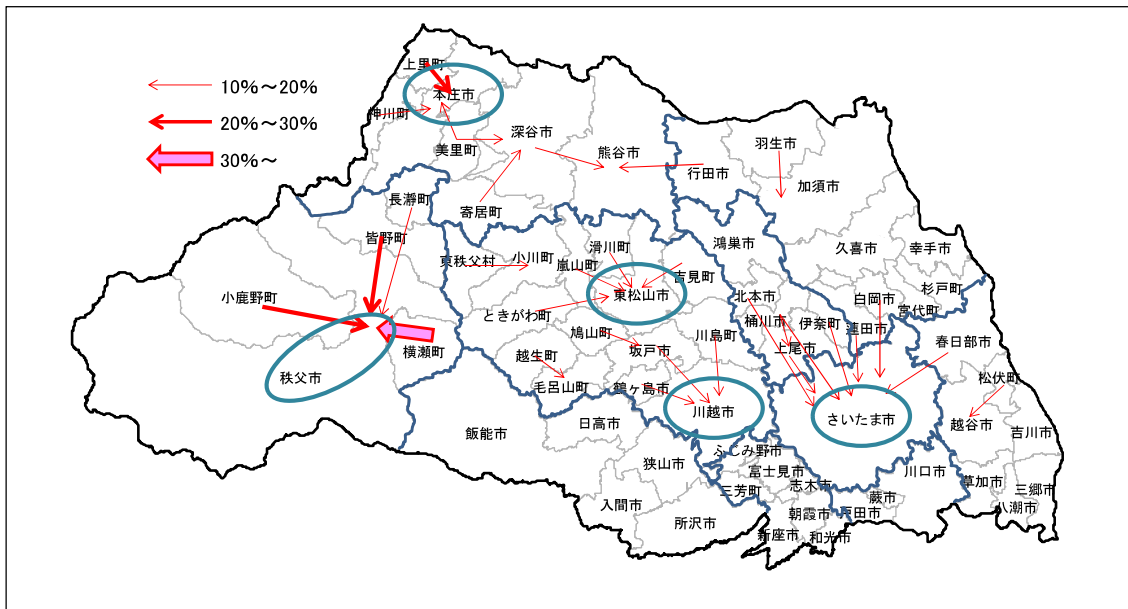 10%～20%
20%～30%
30%～
上里町
本庄市
神川町
美里町
深谷市
熊谷市
寄居町
行田市
羽生市
加須市
長瀞町
皆野町
小鹿野町
横瀬町
秩父市
東秩父村
小川町
嵐山町
滑川町
吉見町
東松山市
ときがわ町
鳩山町
坂戸市
川島町
越生町
毛呂山町
鶴ヶ島市
川越市
鴻巣市
北本市
桶川市
上尾市
伊奈町
蓮田市
白岡市
宮代町
久喜市
幸手市
杉戸町
春日部市
松伏町
越谷市
吉川市
さいたま市
飯能市
日高市
狭山市
入間市
所沢市
ふじみ野市
富士見市
三芳町
志木市
朝霞市
新座市
和光市
戸田市
蕨市
川口市
草加市
八潮市
三郷市